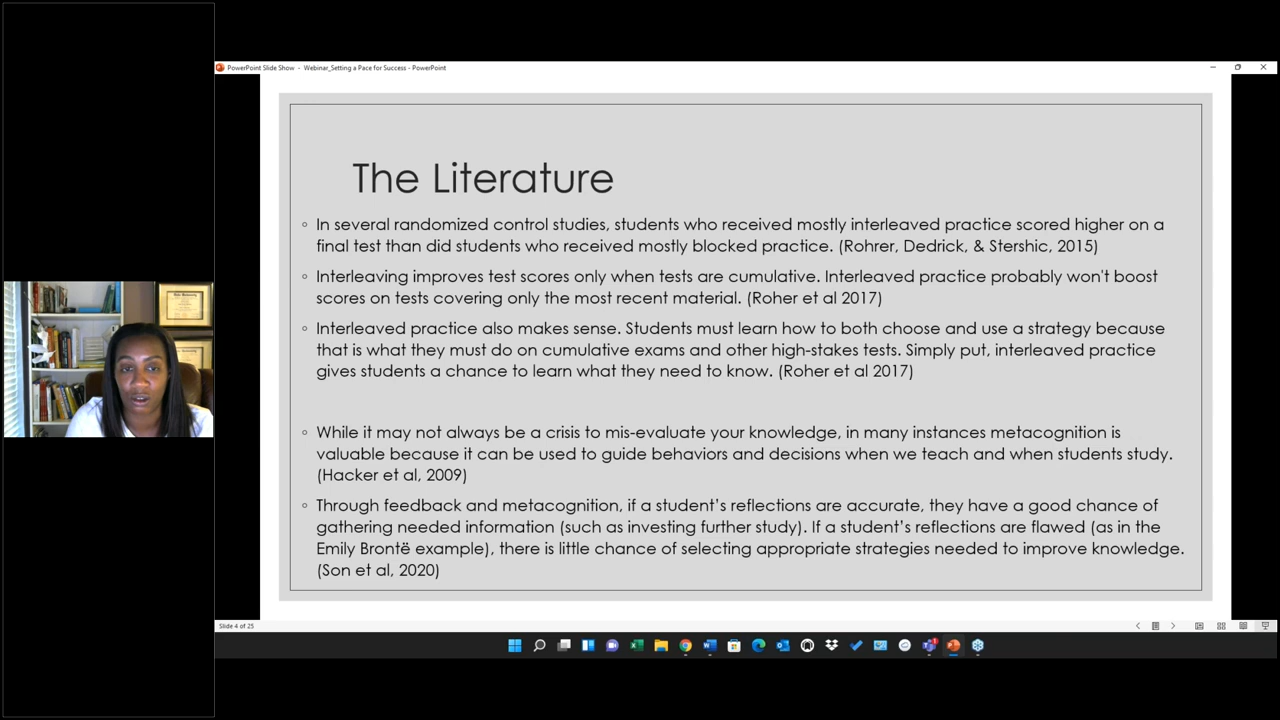 PowerPoint Slide Show - Webinar_Setting a Pace for Success - PowerPoint
The Literature
In several randomized control studies, students who received mostly interleaved practice scored higher on a
final test than did students who received mostly blocked practice. (Rohrer, Dedrick, & Stershic, 2015)
Interleaving improves test scores only when tests are cumulative. Interleaved practice probably won't boost
scores on tests covering only the most recent material. (Roher et al 2017)
Interleaved practice also makes sense. Students must learn how to both choose and use a strategy because
that is what they must do on cumulative exams and other high-stakes tests. Simply put, interleaved practice
gives students a chance to learn what they need to know. (Roher et al 2017)
While it may not always be a crisis to mis-evaluate your knowledge, in many instances metacognition is
valuable because it can be used to guide behaviors and decisions when we teach and when students study.
(Hacker et al, 2009)
Through feedback and metacognition, if a student’s reflections are accurate, they have a good chance of
gathering needed information (such as investing further study). If a student’s reflections are flawed (as in the
Emily Brontë example), there is little chance of selecting appropriate strategies needed to improve knowledge.
(Son et al, 2020)
Slide 4 of 25